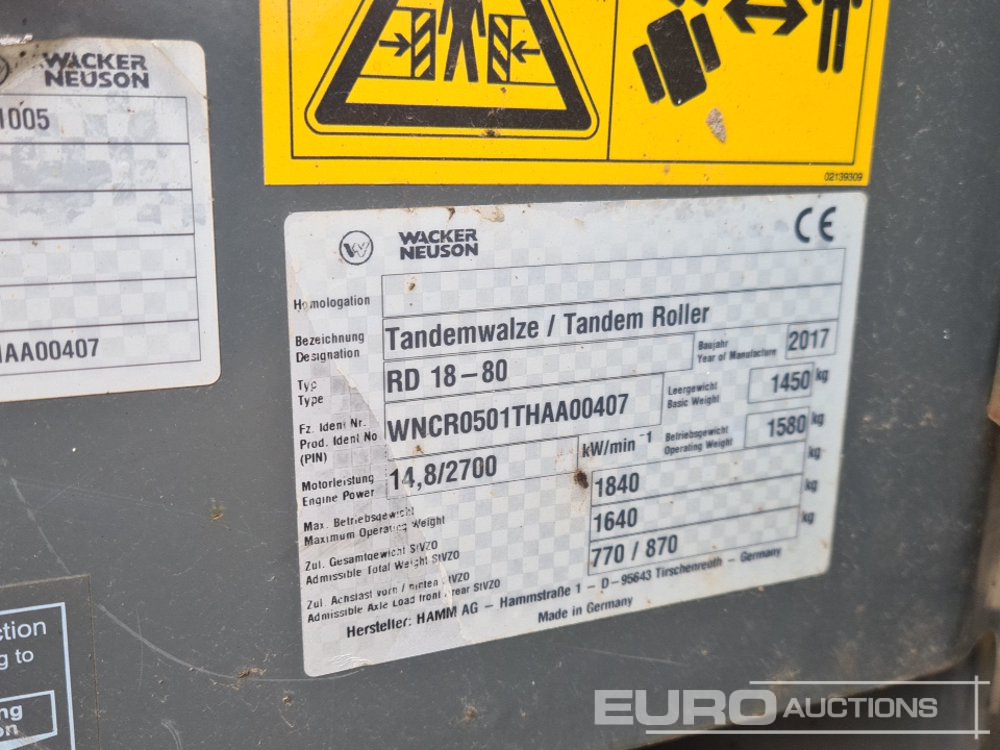 WACKER
NEUSON
1005
AA00407
02139309
WACKER
NEUSON
CE
Homologation
Bezeichnung
Designation
Tandemwalze / Tandem Roller
Baujahr
Year of Manufacture
2017
Typ
Type
RD 18-80
Leergewicht
Basic Weight
1450 kg
Fz. Ident Nr.
Prod. Ident No
(PIN)
WNCR0501THAA00407
Betriebsgewicht
Operating Weight
1580 kg
Motorleistung
Engine Power
14,8/2700
kW/min -1
Max. Betriebsgewicht
Maximum Operating Weight
1840 kg
Zul. Gesamtgewicht StVZO
Admissible Total Weight StVZO
1640 kg
Zul. Achslast vorn / hinten StVZO
Admissible Axle Load front / rear StVZO
770 / 870 kg
Hersteller: HAMM AG - Hammstraße 1 - D-95643 Tirschenreuth - Germany
Made in Germany
ction
g to
ng
on
EURO AUCTIONS